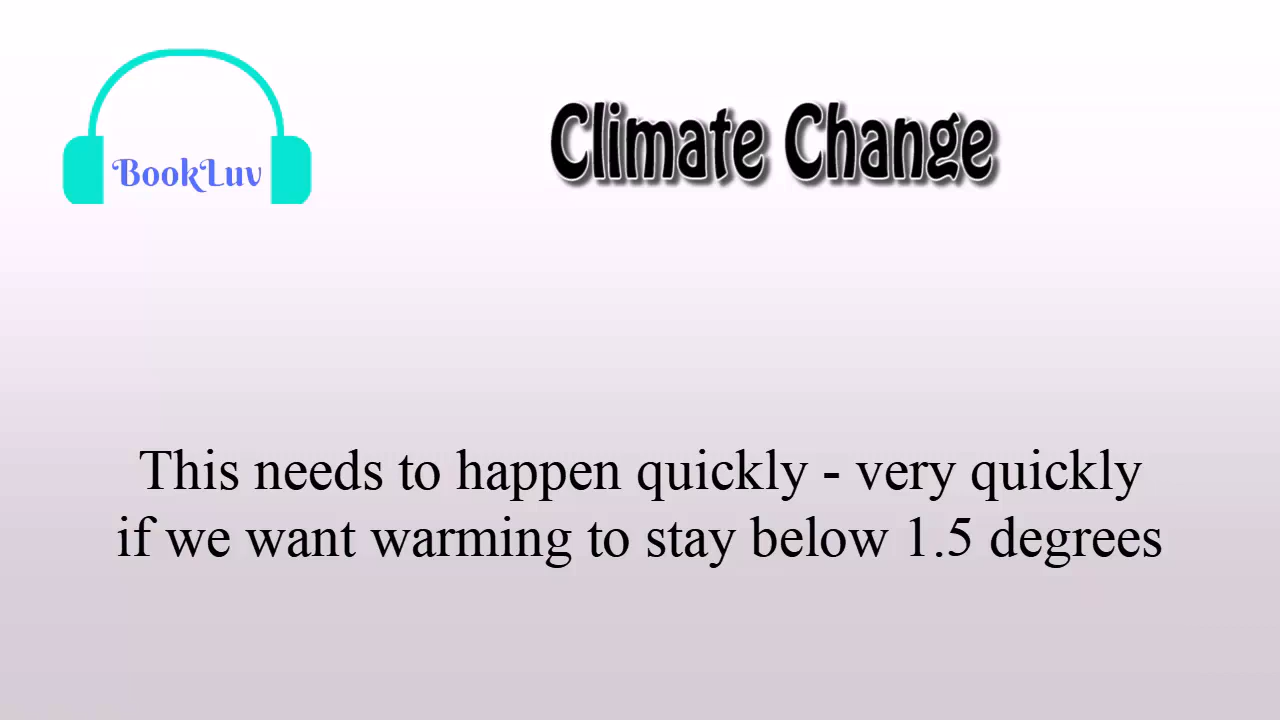 BookLuv
Climate Change
This needs to happen quickly - very quickly
if we want warming to stay below 1.5 degrees